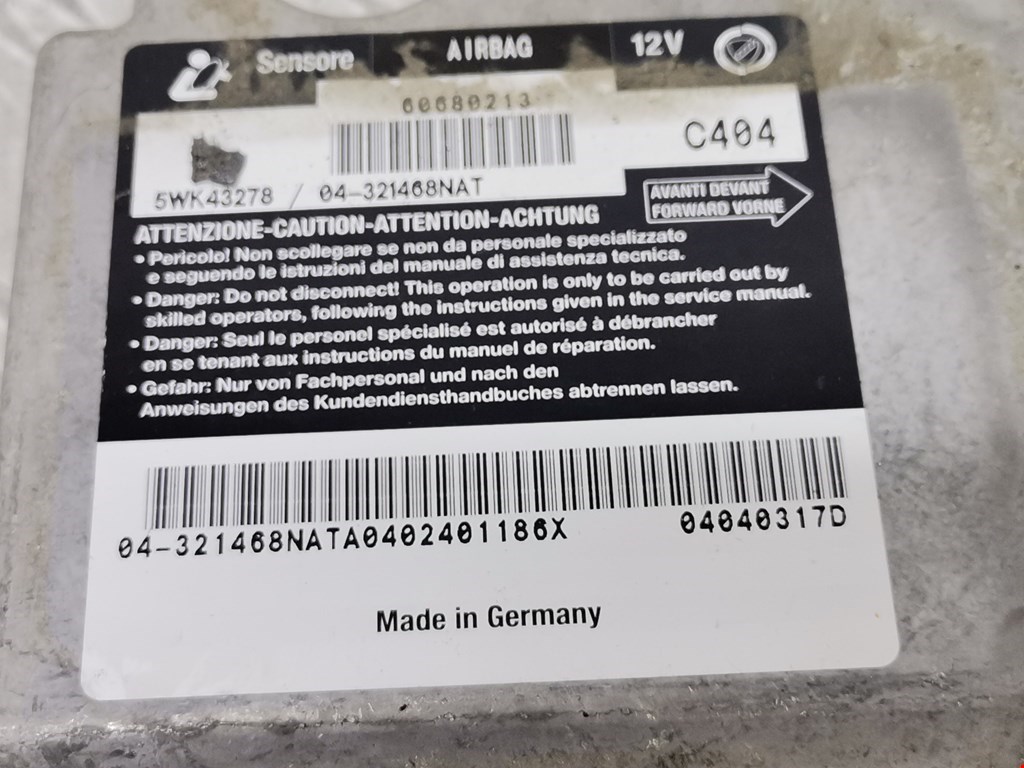 Sensore AIRBAG 12V
60680213
C404
5WK43278 / 04-321468NAT
AVANTI DEVANT
FORWARD VORNE
ATTENZIONE-CAUTION-ATTENTION-ACHTUNG
• Pericolo! Non scollegare se non da personale specializzato
e seguendo le istruzioni del manuale di assistenza tecnica.
• Danger: Do not disconnect! This operation is only to be carried out by
skilled operators, following the instructions given in the service manual.
• Danger: Seul le personel spécialisé est autorisé à débrancher
en se tenant aux instructions du manuel de réparation.
• Gefahr: Nur von Fachpersonal und nach den
Anweisungen des Kundendiensthandbuches abtrennen lassen.
04-321468NATA0402401186X 04040317D
Made in Germany